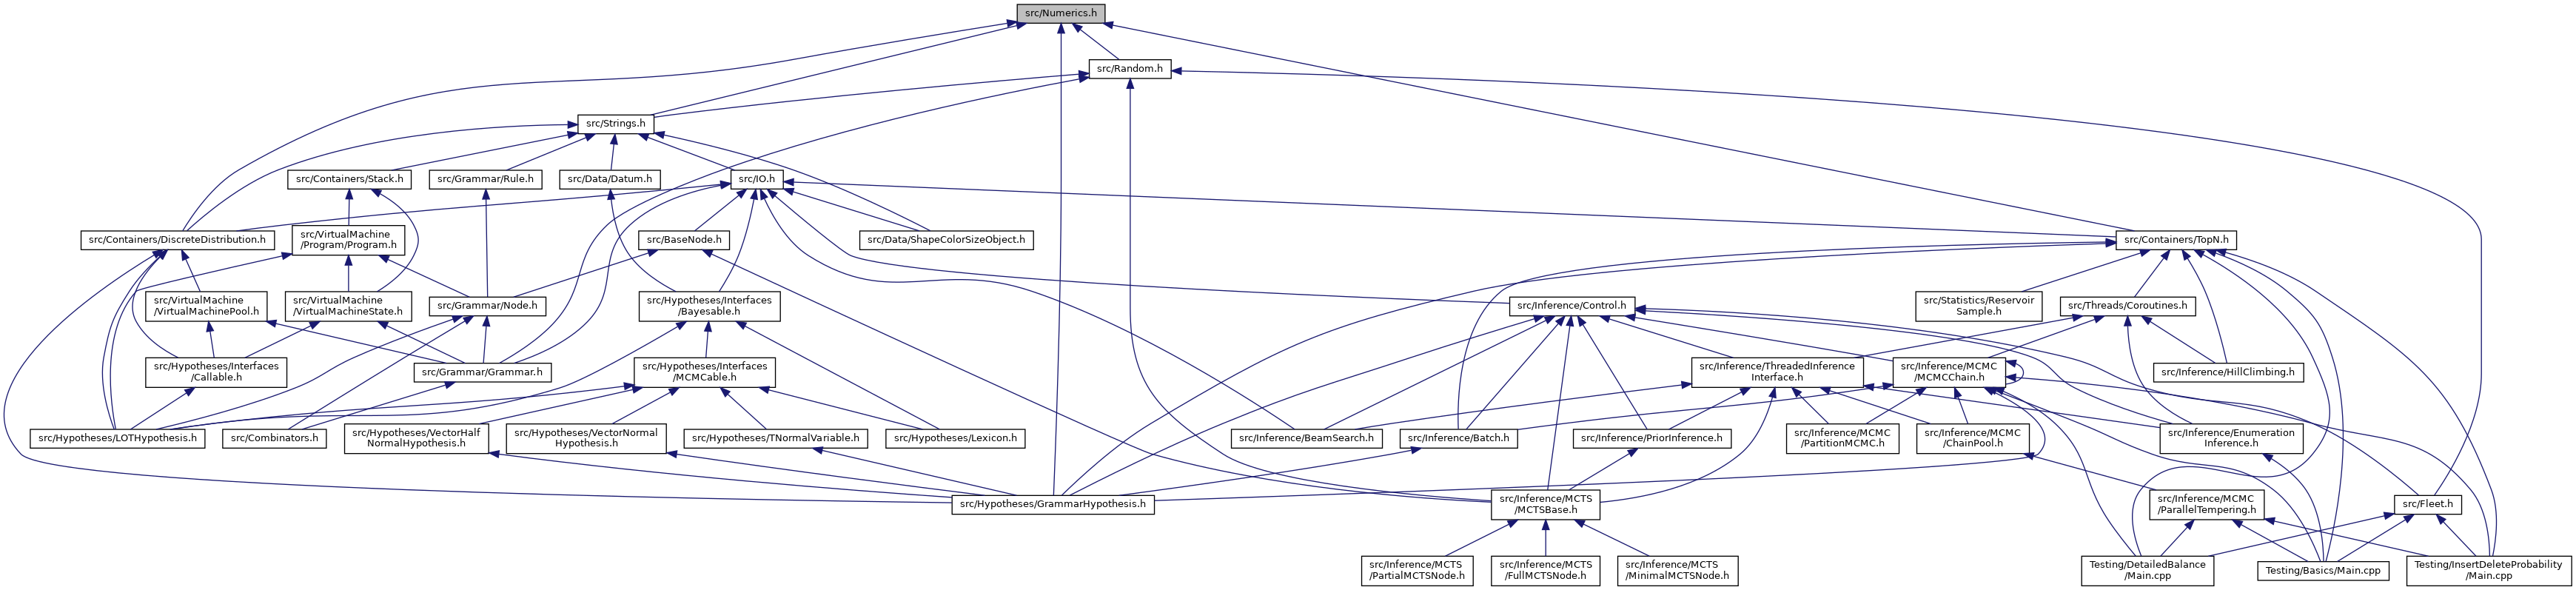 src/Numerics.h
src/Random.h
src/Strings.h
src/Containers/Stack.h
src/Grammar/Rule.h
src/Data/Datum.h
src/IO.h
src/Containers/DiscreteDistribution.h
src/VirtualMachine
/Program/Program.h
src/BaseNode.h
src/Data/ShapeColorSizeObject.h
src/Containers/TopN.h
src/VirtualMachine
/VirtualMachinePool.h
src/VirtualMachine
/VirtualMachineState.h
src/Grammar/Node.h
src/Hypotheses/Interfaces
/Bayesable.h
src/Inference/Control.h
src/Statistics/Reservoir
Sample.h
src/Threads/Coroutines.h
src/Hypotheses/Interfaces
/Callable.h
src/Grammar/Grammar.h
src/Hypotheses/Interfaces
/MCMCable.h
src/Inference/ThreadedInference
Interface.h
src/Inference/MCMC
/MCMCChain.h
src/Inference/HillClimbing.h
src/Hypotheses/LOTHypothesis.h
src/Combinators.h
src/Hypotheses/VectorHalf
NormalHypothesis.h
src/Hypotheses/VectorNormal
Hypothesis.h
src/Hypotheses/TNormalVariable.h
src/Hypotheses/Lexicon.h
src/Inference/BeamSearch.h
src/Inference/Batch.h
src/Inference/PriorInference.h
src/Inference/MCMC
/PartitionMCMC.h
src/Inference/MCMC
/ChainPool.h
src/Inference/Enumeration
Inference.h
src/Hypotheses/GrammarHypothesis.h
src/Inference/MCTS
/MCTSBase.h
src/Inference/MCMC
/ParallelTempering.h
src/Fleet.h
src/Inference/MCTS
/PartialMCTSNode.h
src/Inference/MCTS
/FullMCTSNode.h
src/Inference/MCTS
/MinimalMCTSNode.h
Testing/DetailedBalance
/Main.cpp
Testing/Basics/Main.cpp
Testing/InsertDeleteProbability
/Main.cpp